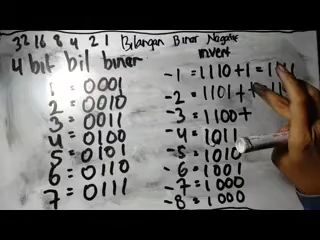 32 16 8 4 2 1 Bilangan Biner Negatif
4 bit bil biner
invert
1 = 0001
2 = 0010
3 = 0011
4 = 0100
5 = 0101
6 = 0110
7 = 0111
-1 = 1110 + 1 =
-2 = 1101 +
-3 = 1100 +
-4 = 1011
-5 = 1010
-6 = 1001
-7 = 1000
-8 = 1000